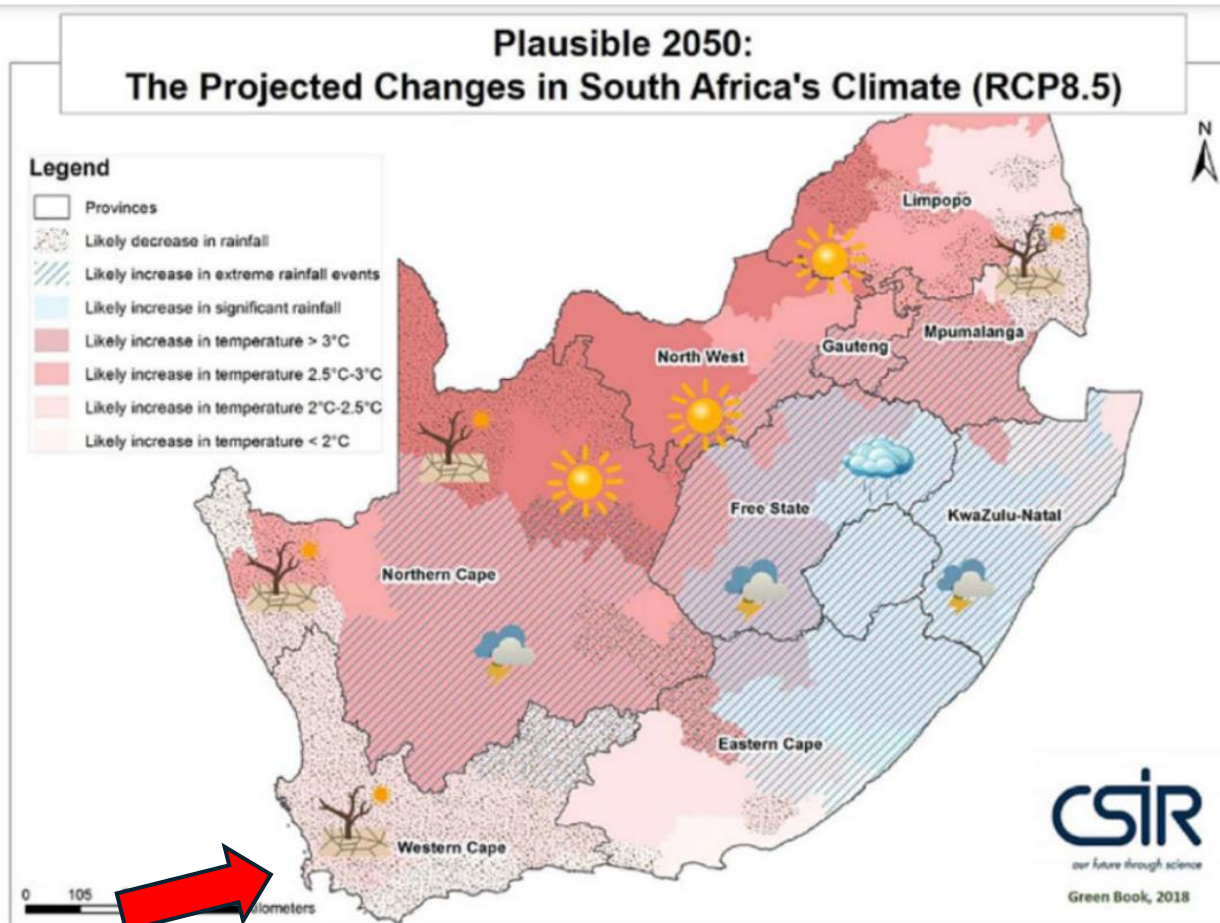 Plausible 2050:
The Projected Changes in South Africa's Climate (RCP8.5)
N
Legend
Provinces
Likely decrease in rainfall
Likely increase in extreme rainfall events
Likely increase in significant rainfall
Likely increase in temperature > 3°C
Likely increase in temperature 2.5°C-3°C
Likely increase in temperature 2°C-2.5°C
Likely increase in temperature < 2°C
Limpopo
Mpumalanga
Gauteng
North West
Free State
KwaZulu-Natal
Northern Cape
Eastern Cape
Western Cape
0 105
CSIR
our future through science
Green Book, 2018